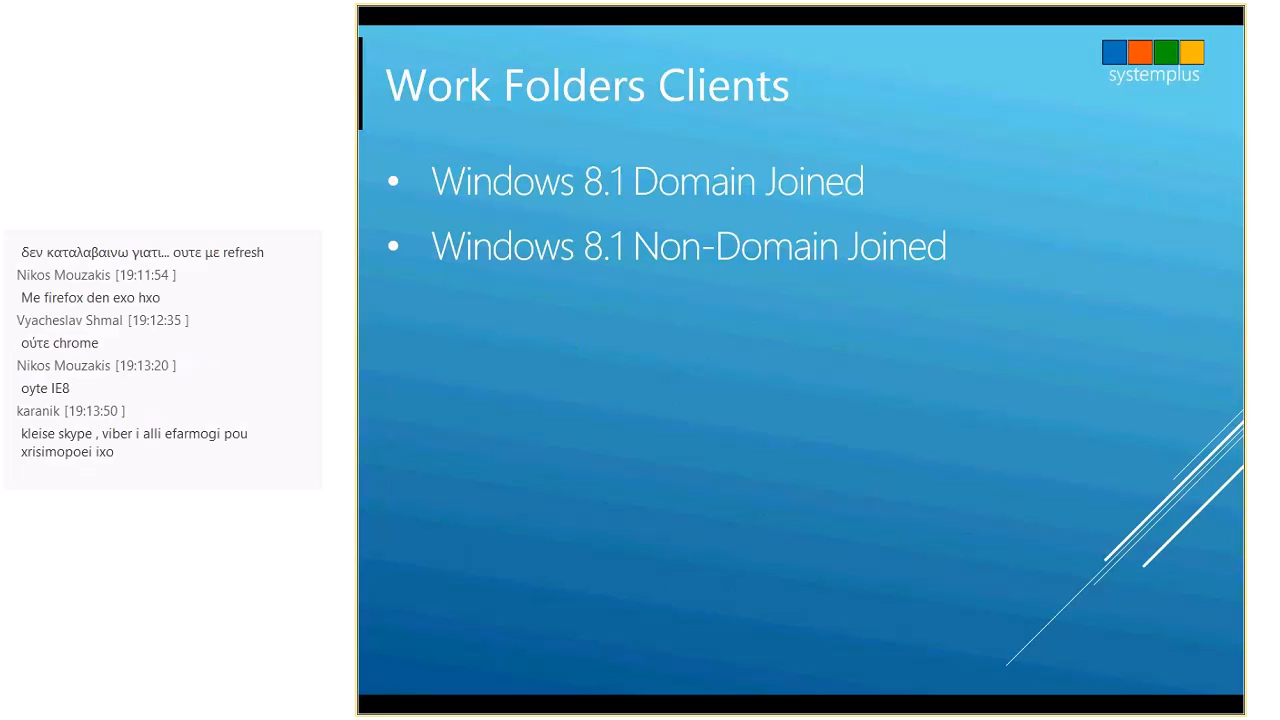 δεν καταλαβαινω γιατι... ουτε με refresh
Nikos Mouzakis [19:11:54 ]
Me firefox den exo hxo
Vyacheslav Shmal [19:12:35 ]
ούτε chrome
Nikos Mouzakis [19:13:20 ]
oyte IE8
karanik [19:13:50 ]
kleise skype , viber i alli efarmogi pou
xrisimopoei ixo
systemplus
Work Folders Clients
• Windows 8.1 Domain Joined
• Windows 8.1 Non-Domain Joined